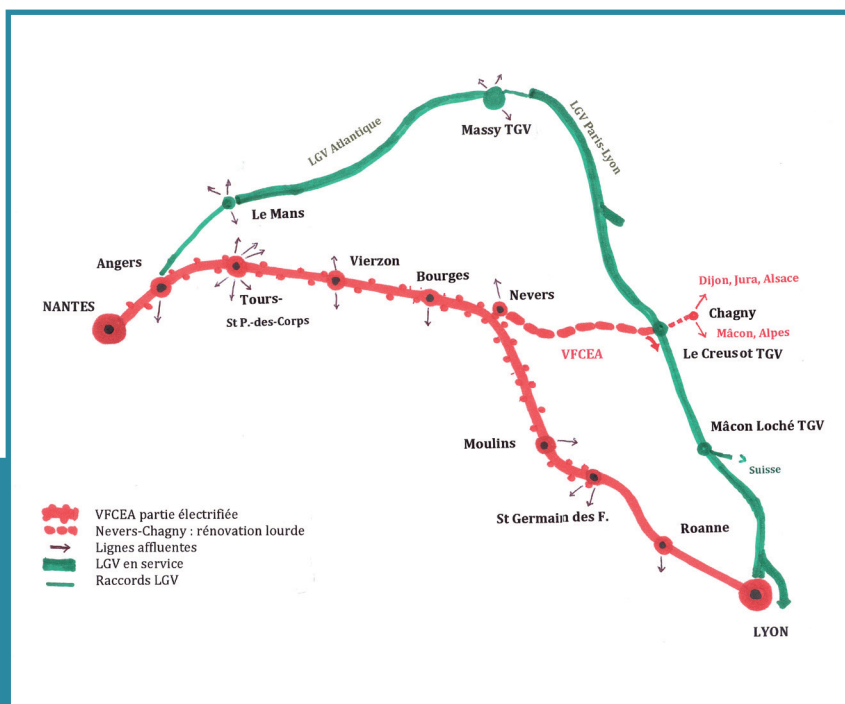 Massy TGV
LGV Atlantique
LGV Paris-Lyon
Le Mans
Angers
Vierzon
Bourges
Nevers
Tours-
St P.-des-Corps
NANTES
Dijon, Jura, Alsace
Chagny
Mâcon, Alpes
VFCEA
Le Creusot TGV
Mâcon Loché TGV
Moulins
Suisse
St Germain des F.
Roanne
LYON
VFCEA partie électrifiée
Nevers-Chagny : rénovation lourde
Lignes affluentes
LGV en service
Raccords LGV